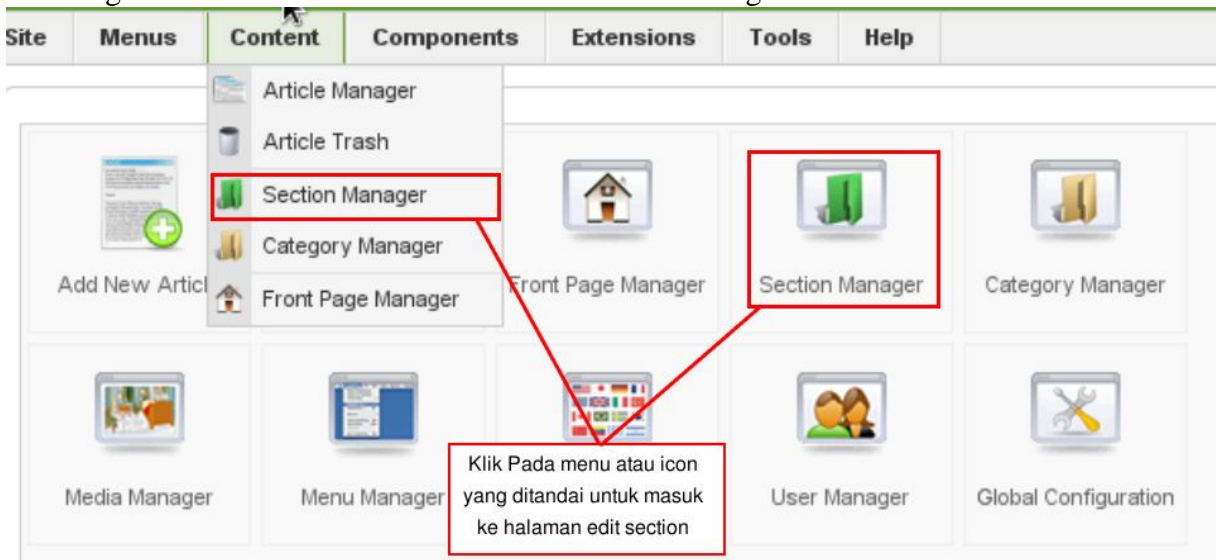 Site Menus Content Components Extensions Tools Help
Article Manager
Article Trash
Section Manager
Category Manager
Front Page Manager
Add New Artic
Front Page Manager
Section Manager
Category Manager
Media Manager
Menu Manager
User Manager
Global Configuration
Klik Pada menu atau icon
yang ditandai untuk masuk
ke halaman edit section